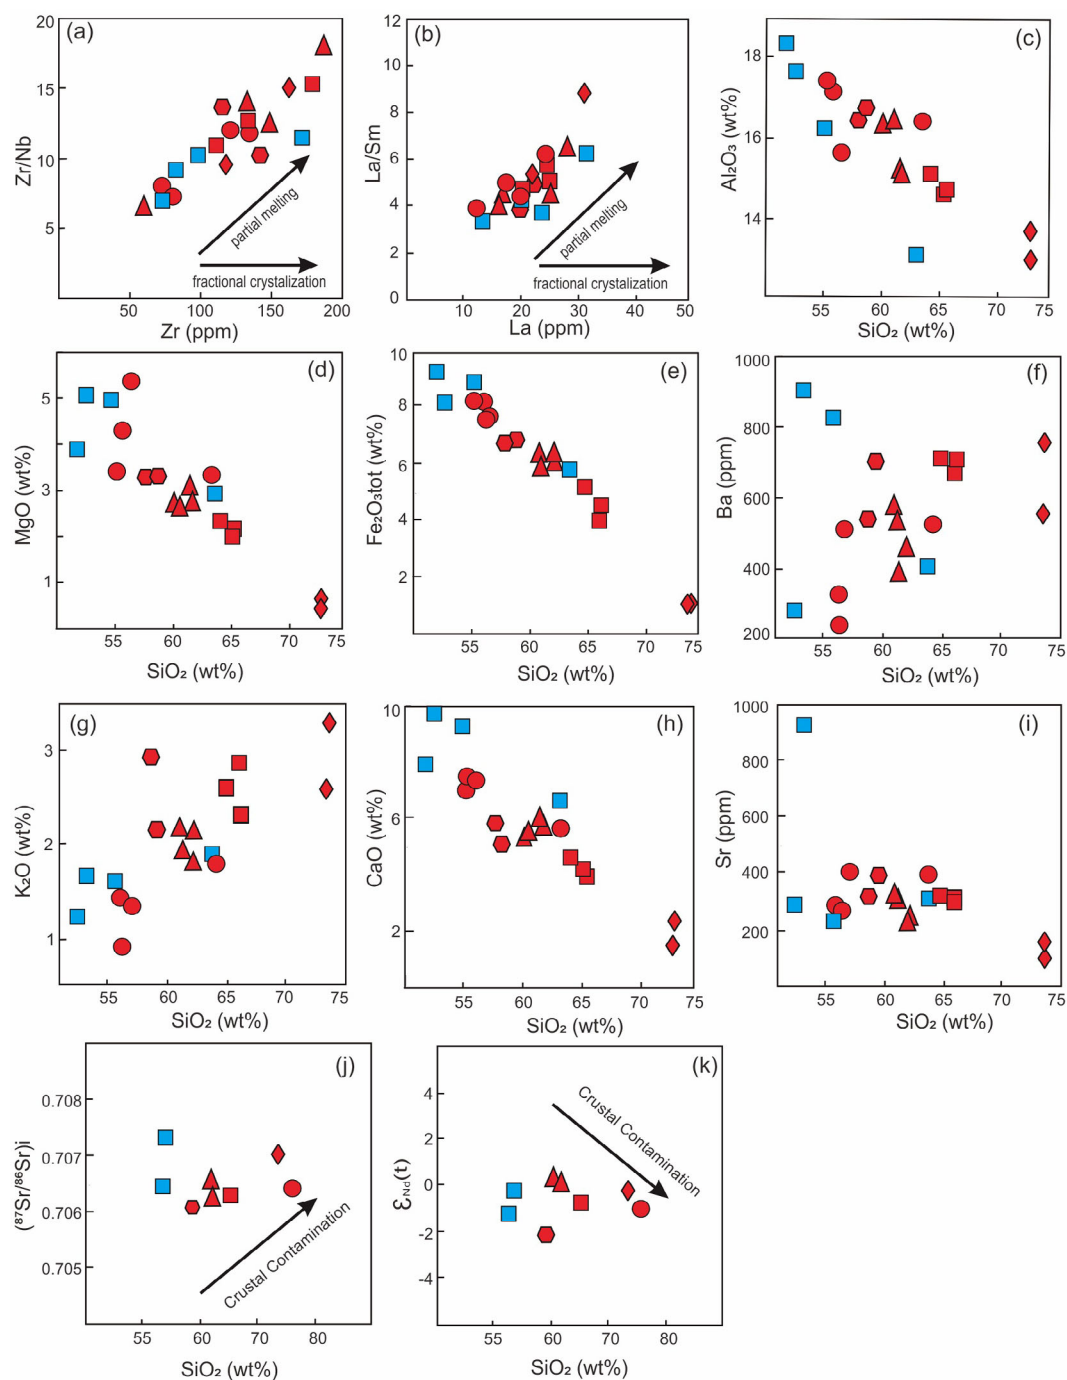 (a)
20
15
10
5
Zr/Nb
partial melting
fractional crystalization
50
100
150
200
Zr (ppm)
(b)
12
10
8
6
4
2
0
La/Sm
partial melting
fractional crystalization
10
20
30
40
50
La (ppm)
(c)
18
16
14
Al₂O₃ (wt%)
55
60
65
70
75
SiO₂ (wt%)
(d)
5
3
1
MgO (wt%)
55
60
65
70
75
SiO₂ (wt%)
(e)
10
8
6
4
2
Fe₂O₃tot (wt%)
55
60
65
70
75
SiO₂ (wt%)
(f)
1000
800
600
400
200
Ba (ppm)
55
60
65
70
75
SiO₂ (wt%)
(g)
3
2
1
K₂O (wt%)
55
60
65
70
75
SiO₂ (wt%)
(h)
10
6
2
CaO (wt%)
55
60
65
70
75
SiO₂ (wt%)
(i)
1000
800
400
200
Sr (ppm)
55
60
65
70
75
SiO₂ (wt%)
(j)
0.708
0.707
0.706
0.705
(⁸⁷Sr/⁸⁶Sr)i
Crustal Contamination
55
60
70
80
SiO₂ (wt%)
(k)
4
2
0
-2
-4
Ɛ𝗇d(t)
Crustal Contamination
55
60
70
80
SiO₂ (wt%)